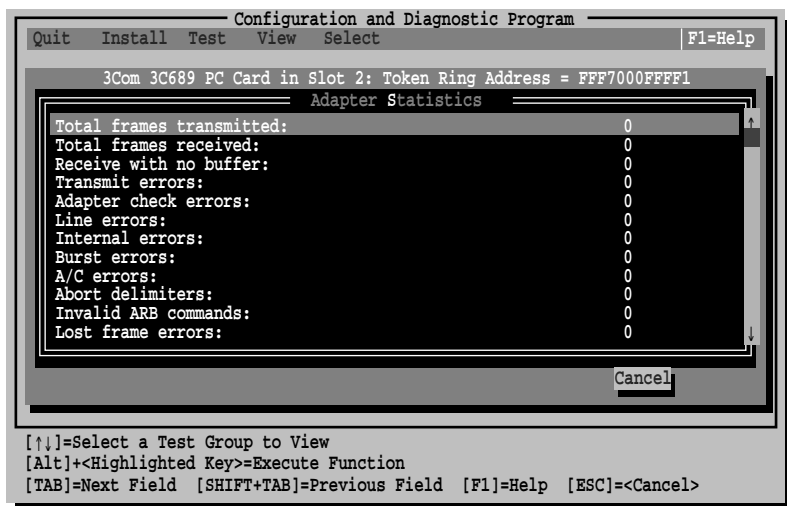 Configuration and Diagnostic Program
Quit Install Test View Select F1=Help
3Com 3C689 PC Card in Slot 2: Token Ring Address = FFF7000FFFF1
Adapter Statistics
Total frames transmitted: 0
Total frames received: 0
Receive with no buffer: 0
Transmit errors: 0
Adapter check errors: 0
Line errors: 0
Internal errors: 0
Burst errors: 0
A/C errors: 0
Abort delimiters: 0
Invalid ARB commands: 0
Lost frame errors: 0
Cancel
[↑↓]=Select a Test Group to View
[Alt]+<Highlighted Key>=Execute Function
[TAB]=Next Field [SHIFT+TAB]=Previous Field [F1]=Help [ESC]=<Cancel>